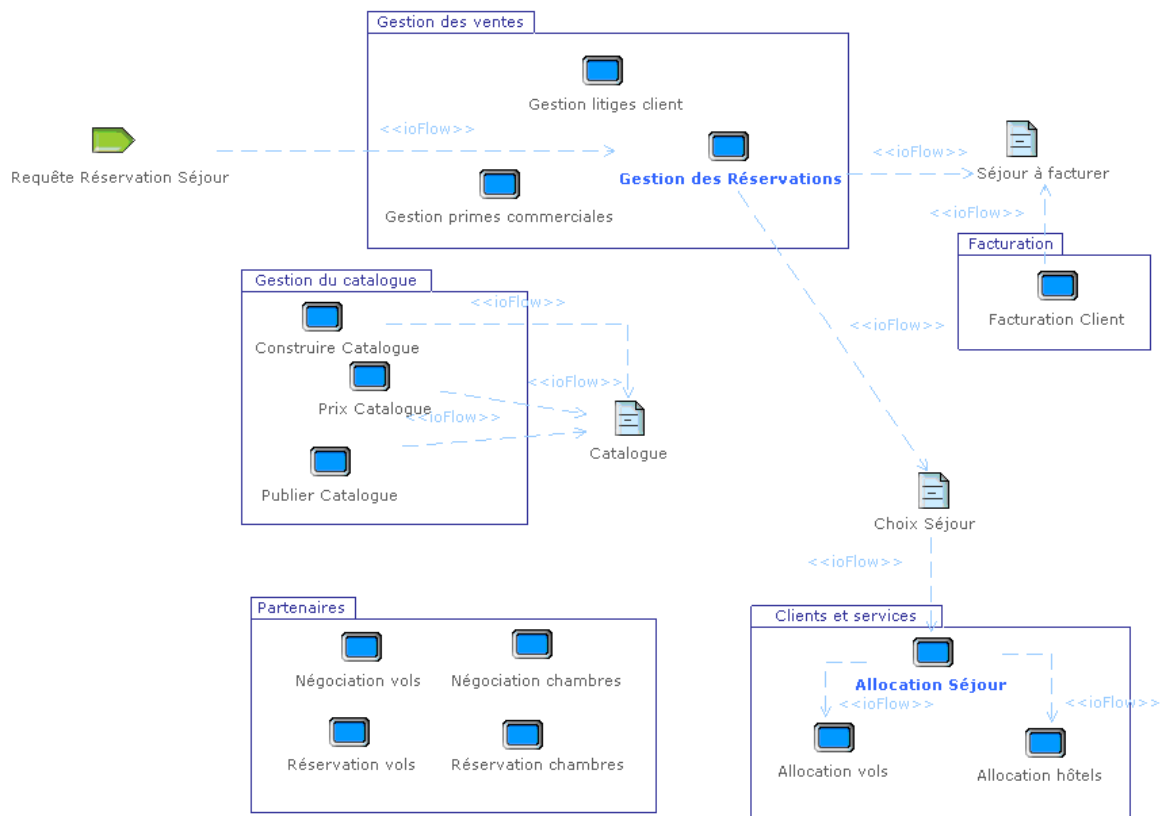 Gestion des ventes
Gestion litiges client
<<ioFlow>>
Requête Réservation Séjour
Gestion des Réservations
Gestion primes commerciales
<<ioFlow>>
Séjour à facturer
<<ioFlow>>
Facturation
Facturation Client
Gestion du catalogue
<<ioFlow>>
Construire Catalogue
<<ioFlow>>
Prix Catalogue
<<ioFlow>>
Catalogue
Publier Catalogue
<<ioFlow>>
Choix Séjour
<<ioFlow>>
Partenaires
Négociation vols
Négociation chambres
Réservation vols
Réservation chambres
Clients et services
Allocation Séjour
<<ioFlow>>
<<ioFlow>>
Allocation vols
Allocation hôtels